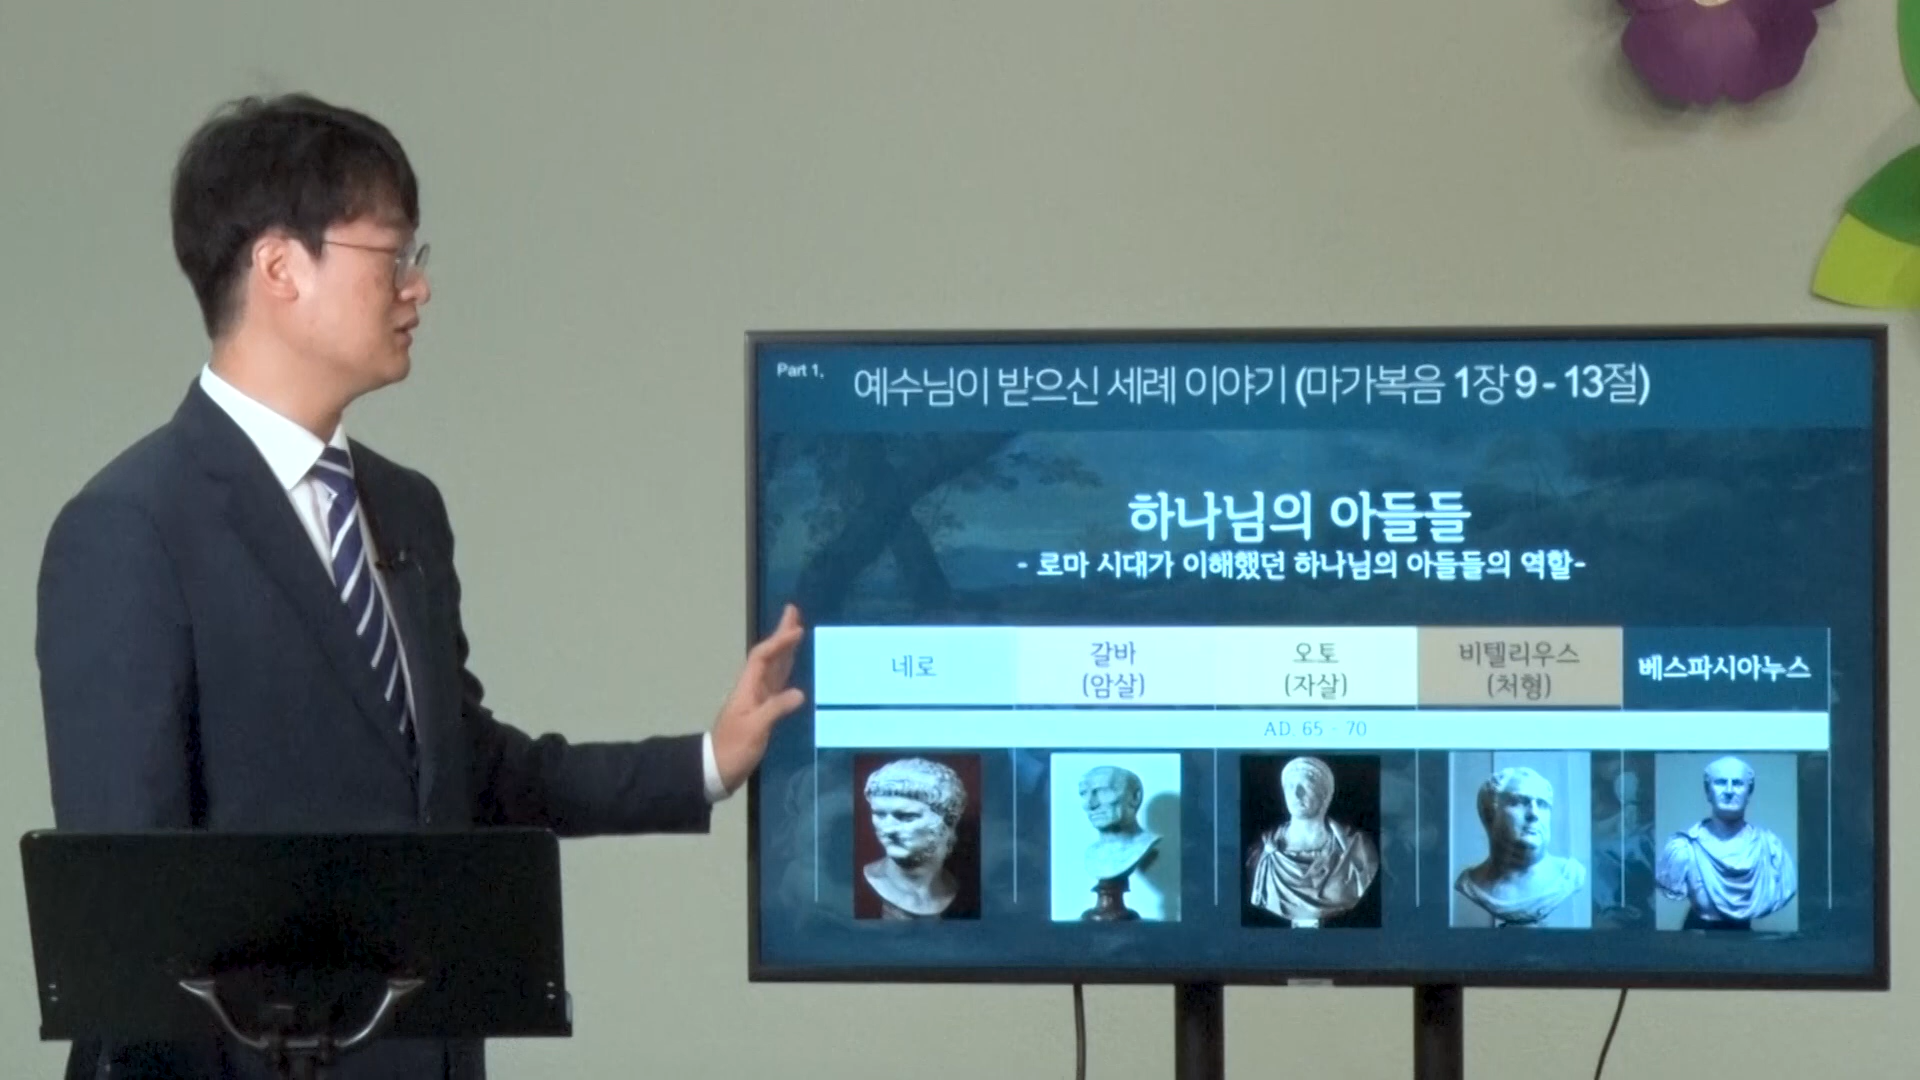 Part 1.
예수님이 받으신 세례 이야기 (마가복음 1장 9 - 13절)
하나님의 아들들
- 로마 시대가 이해했던 하나님의 아들들의 역할-
네로
갈바
(암살)
오토
(자살)
비텔리우스
(처형)
베스파시아누스
AD. 65 - 70